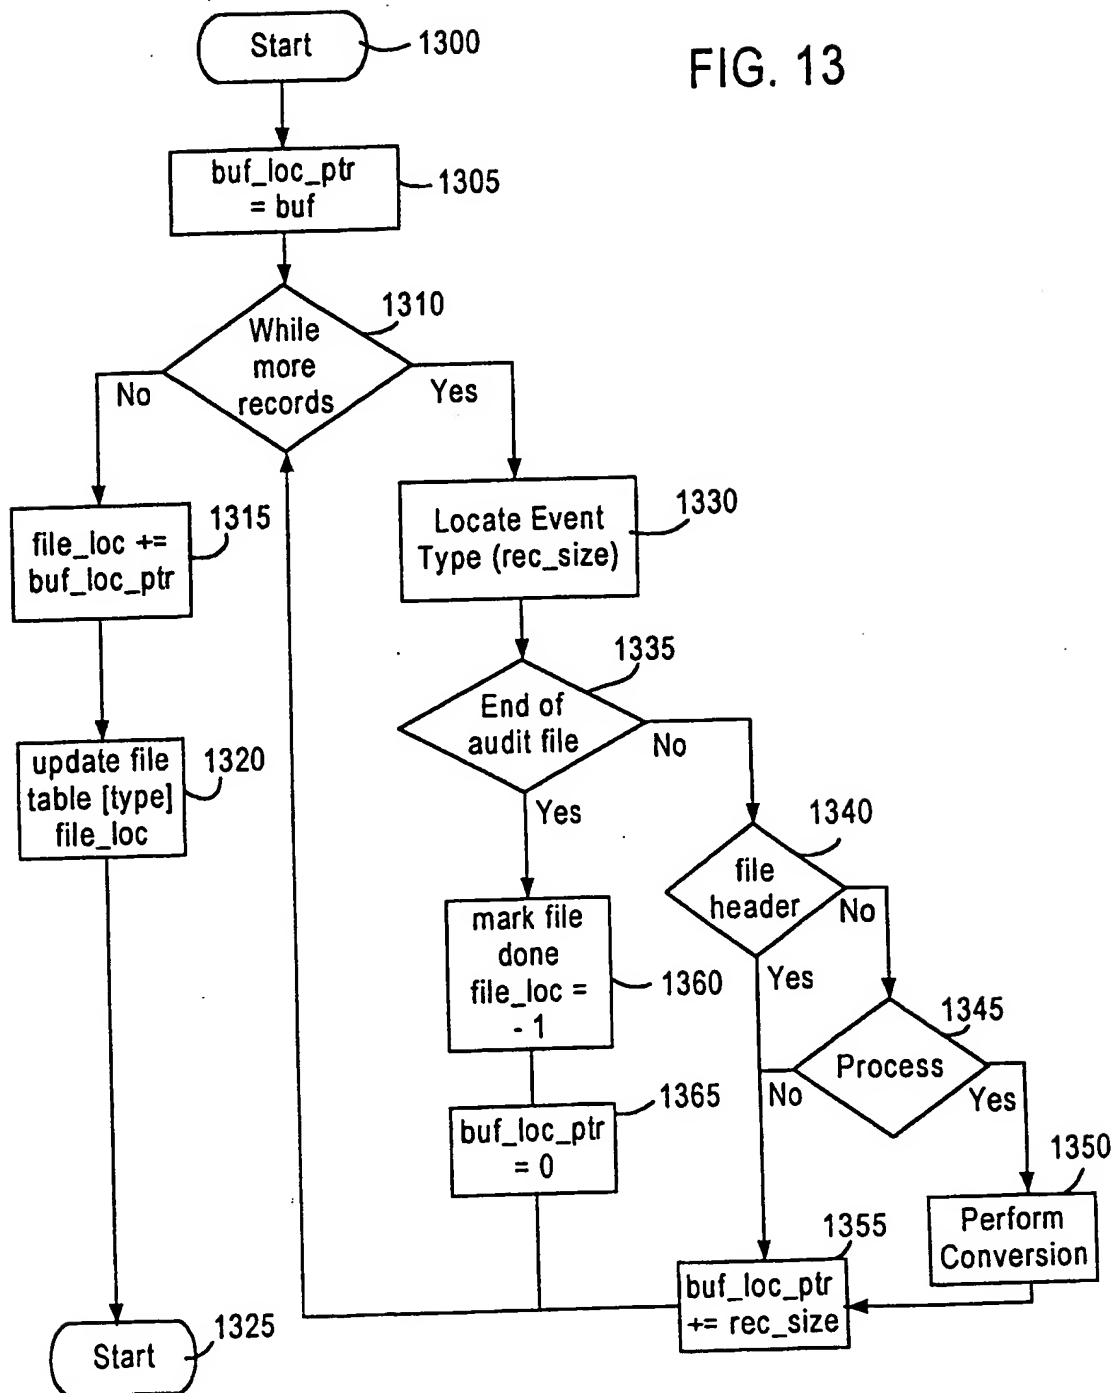 Start
1300
FIG. 13
buf_loc_ptr
= buf
1305
While
more
records
1310
No
Yes
file_loc +=
buf_loc_ptr
1315
Locate Event
Type (rec_size)
1330
End of
audit file
1335
No
Yes
update file
table [type]
file_loc
1320
file
header
1340
No
Yes
mark file
done
file_loc =
- 1
1360
Process
1345
No
Yes
buf_loc_ptr
= 0
1365
Perform
Conversion
1350
buf_loc_ptr
+= rec_size
1355
Start
1325